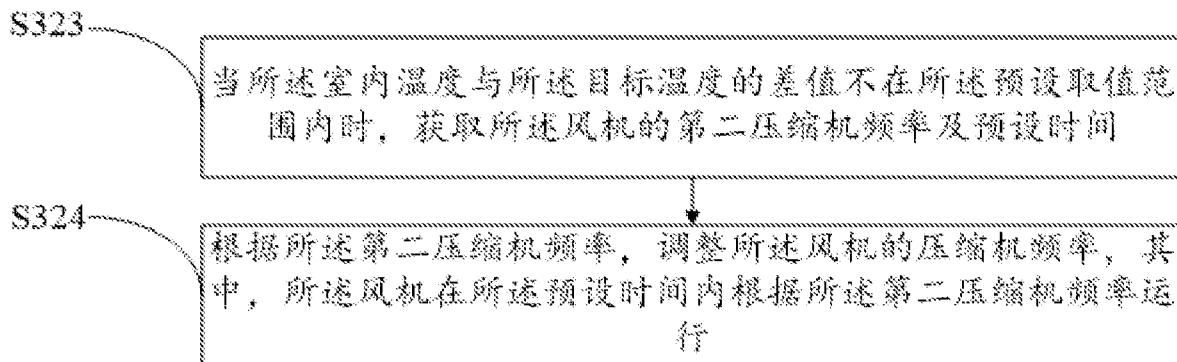 S323
当所述室内温度与所述目标温度的差值不在所述预设取值范
围内时，获取所述风机的第二压缩机频率及预设时间
S324
根据所述第二压缩机频率，调整所述风机的压缩机频率，其
中，所述风机在所述预设时间内根据所述第二压缩机频率运
行